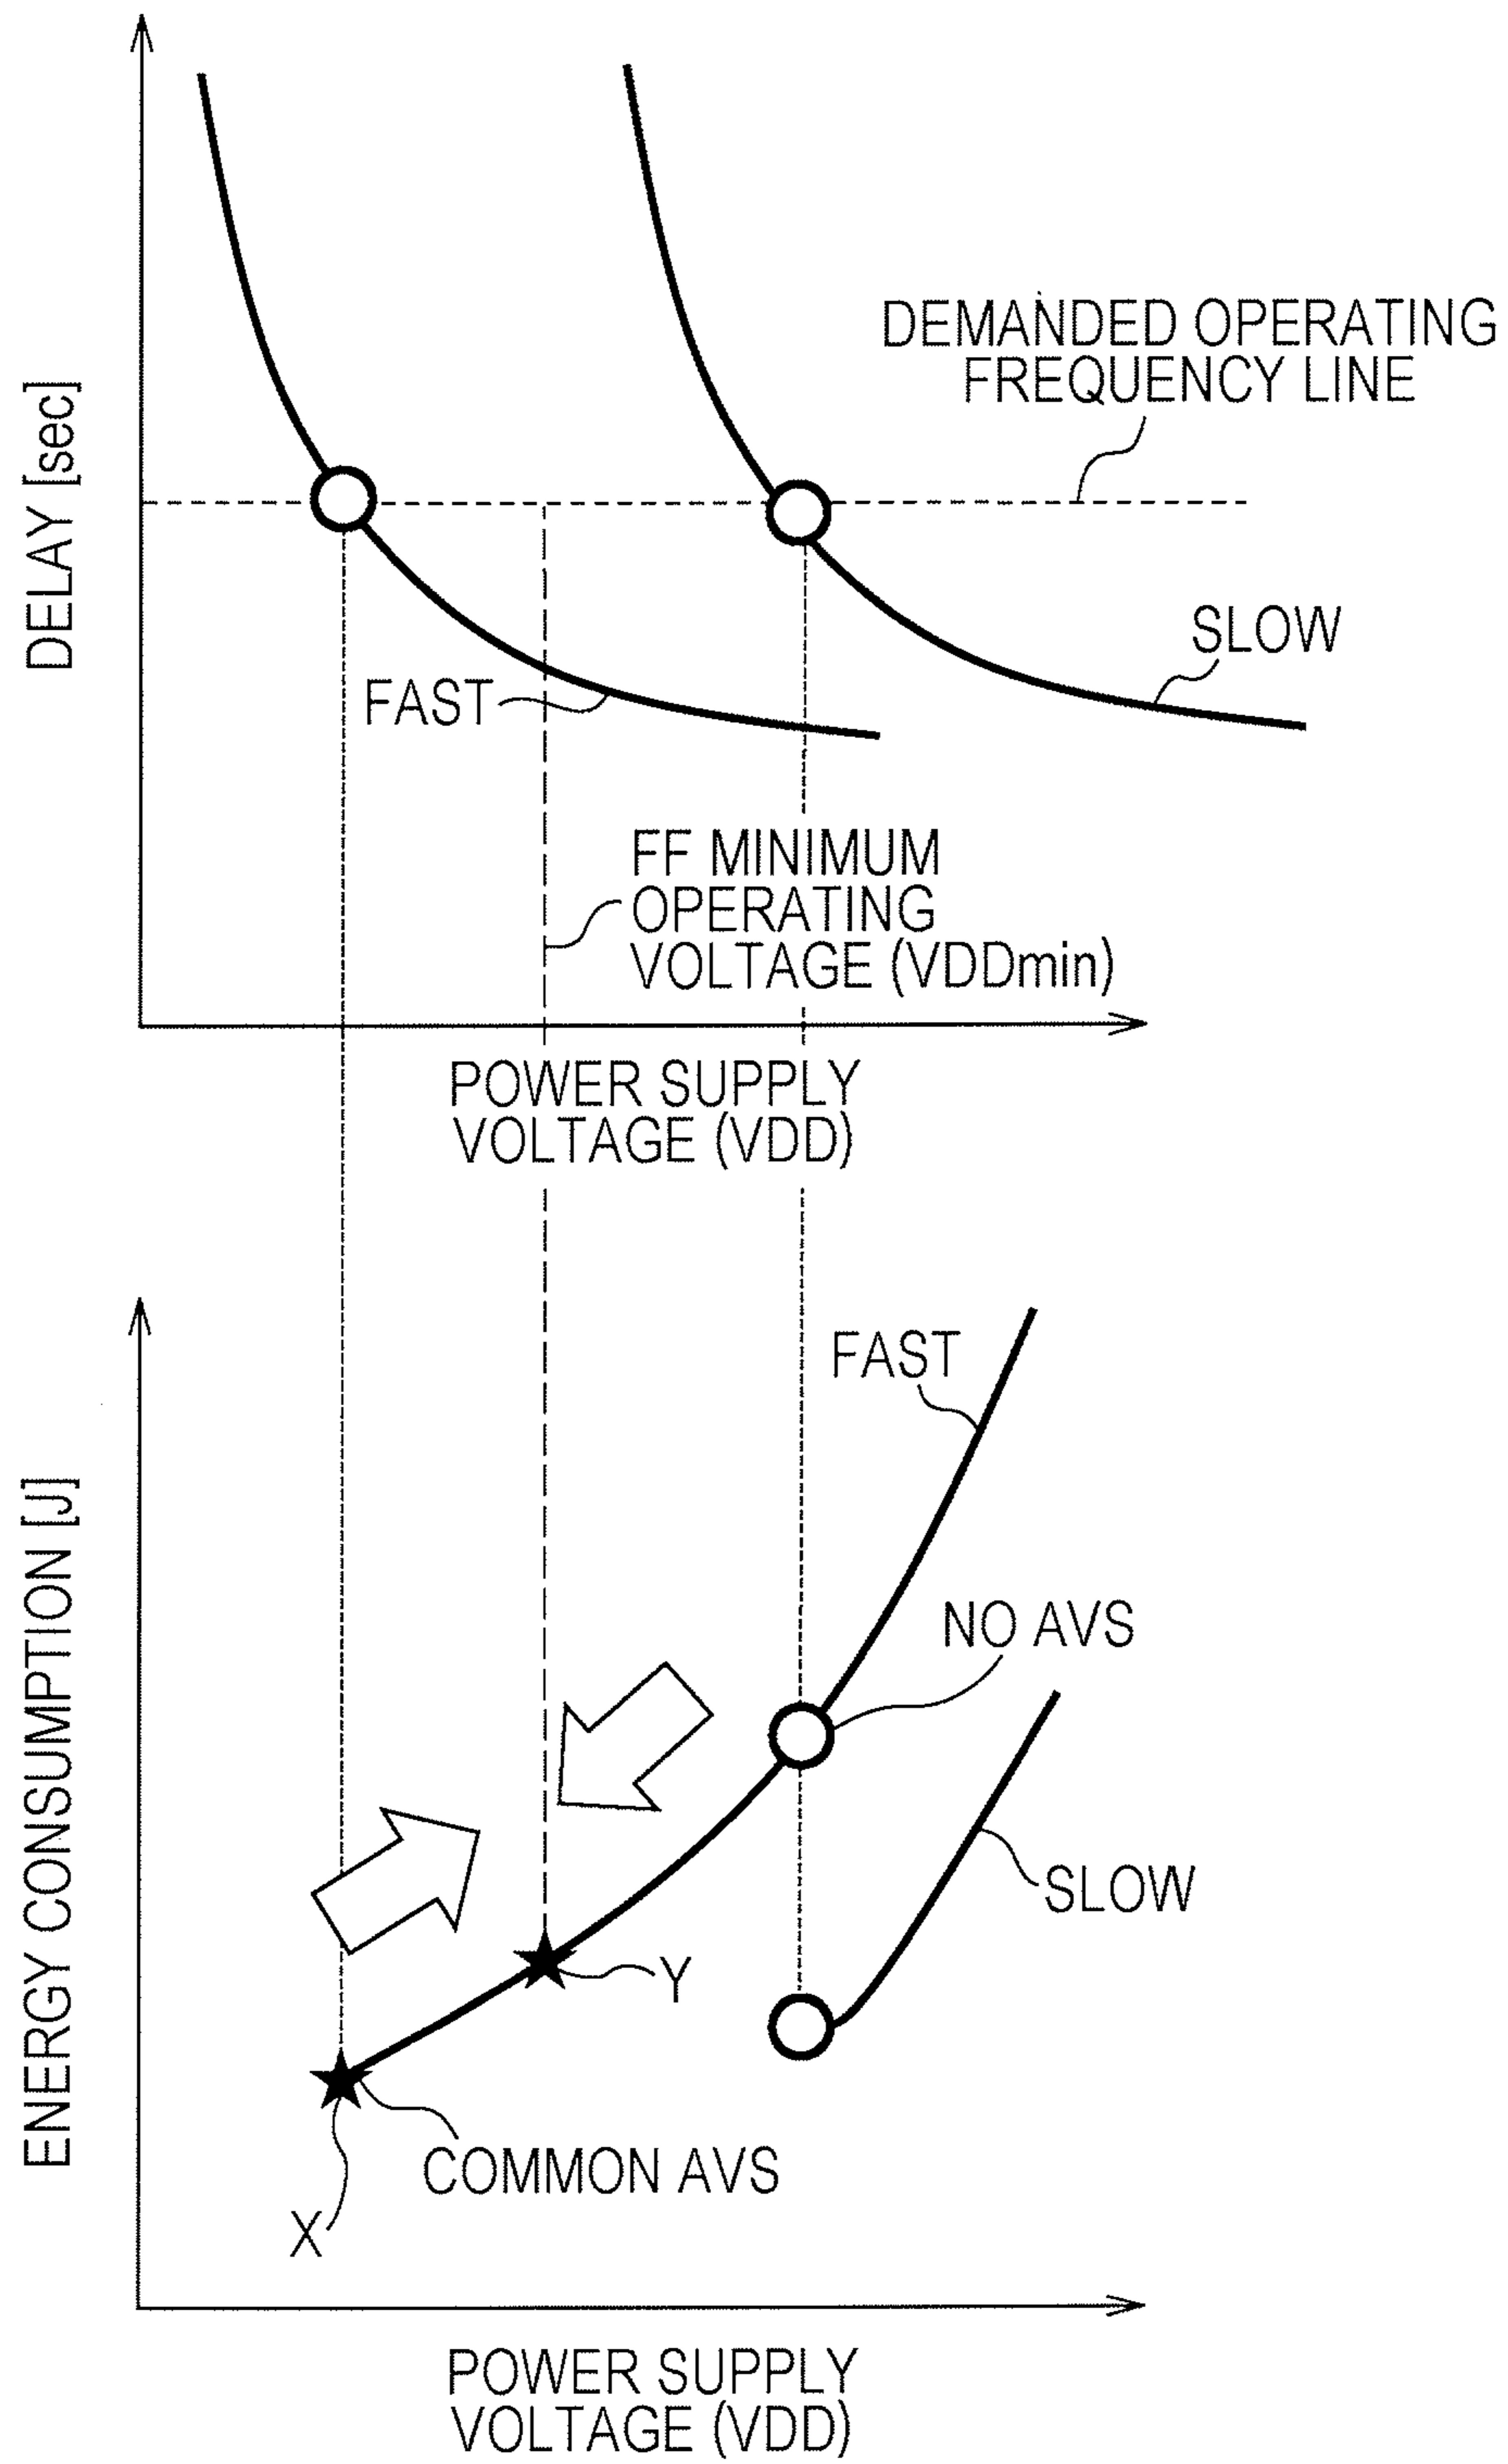 DELAY [sec]
DEMANDED OPERATING
FREQUENCY LINE
SLOW
FAST
FF MINIMUM
OPERATING
VOLTAGE (VDDmin)
POWER SUPPLY
VOLTAGE (VDD)
ENERGY CONSUMPTION [J]
FAST
NO AVS
SLOW
Y
COMMON AVS
X
POWER SUPPLY
VOLTAGE (VDD)